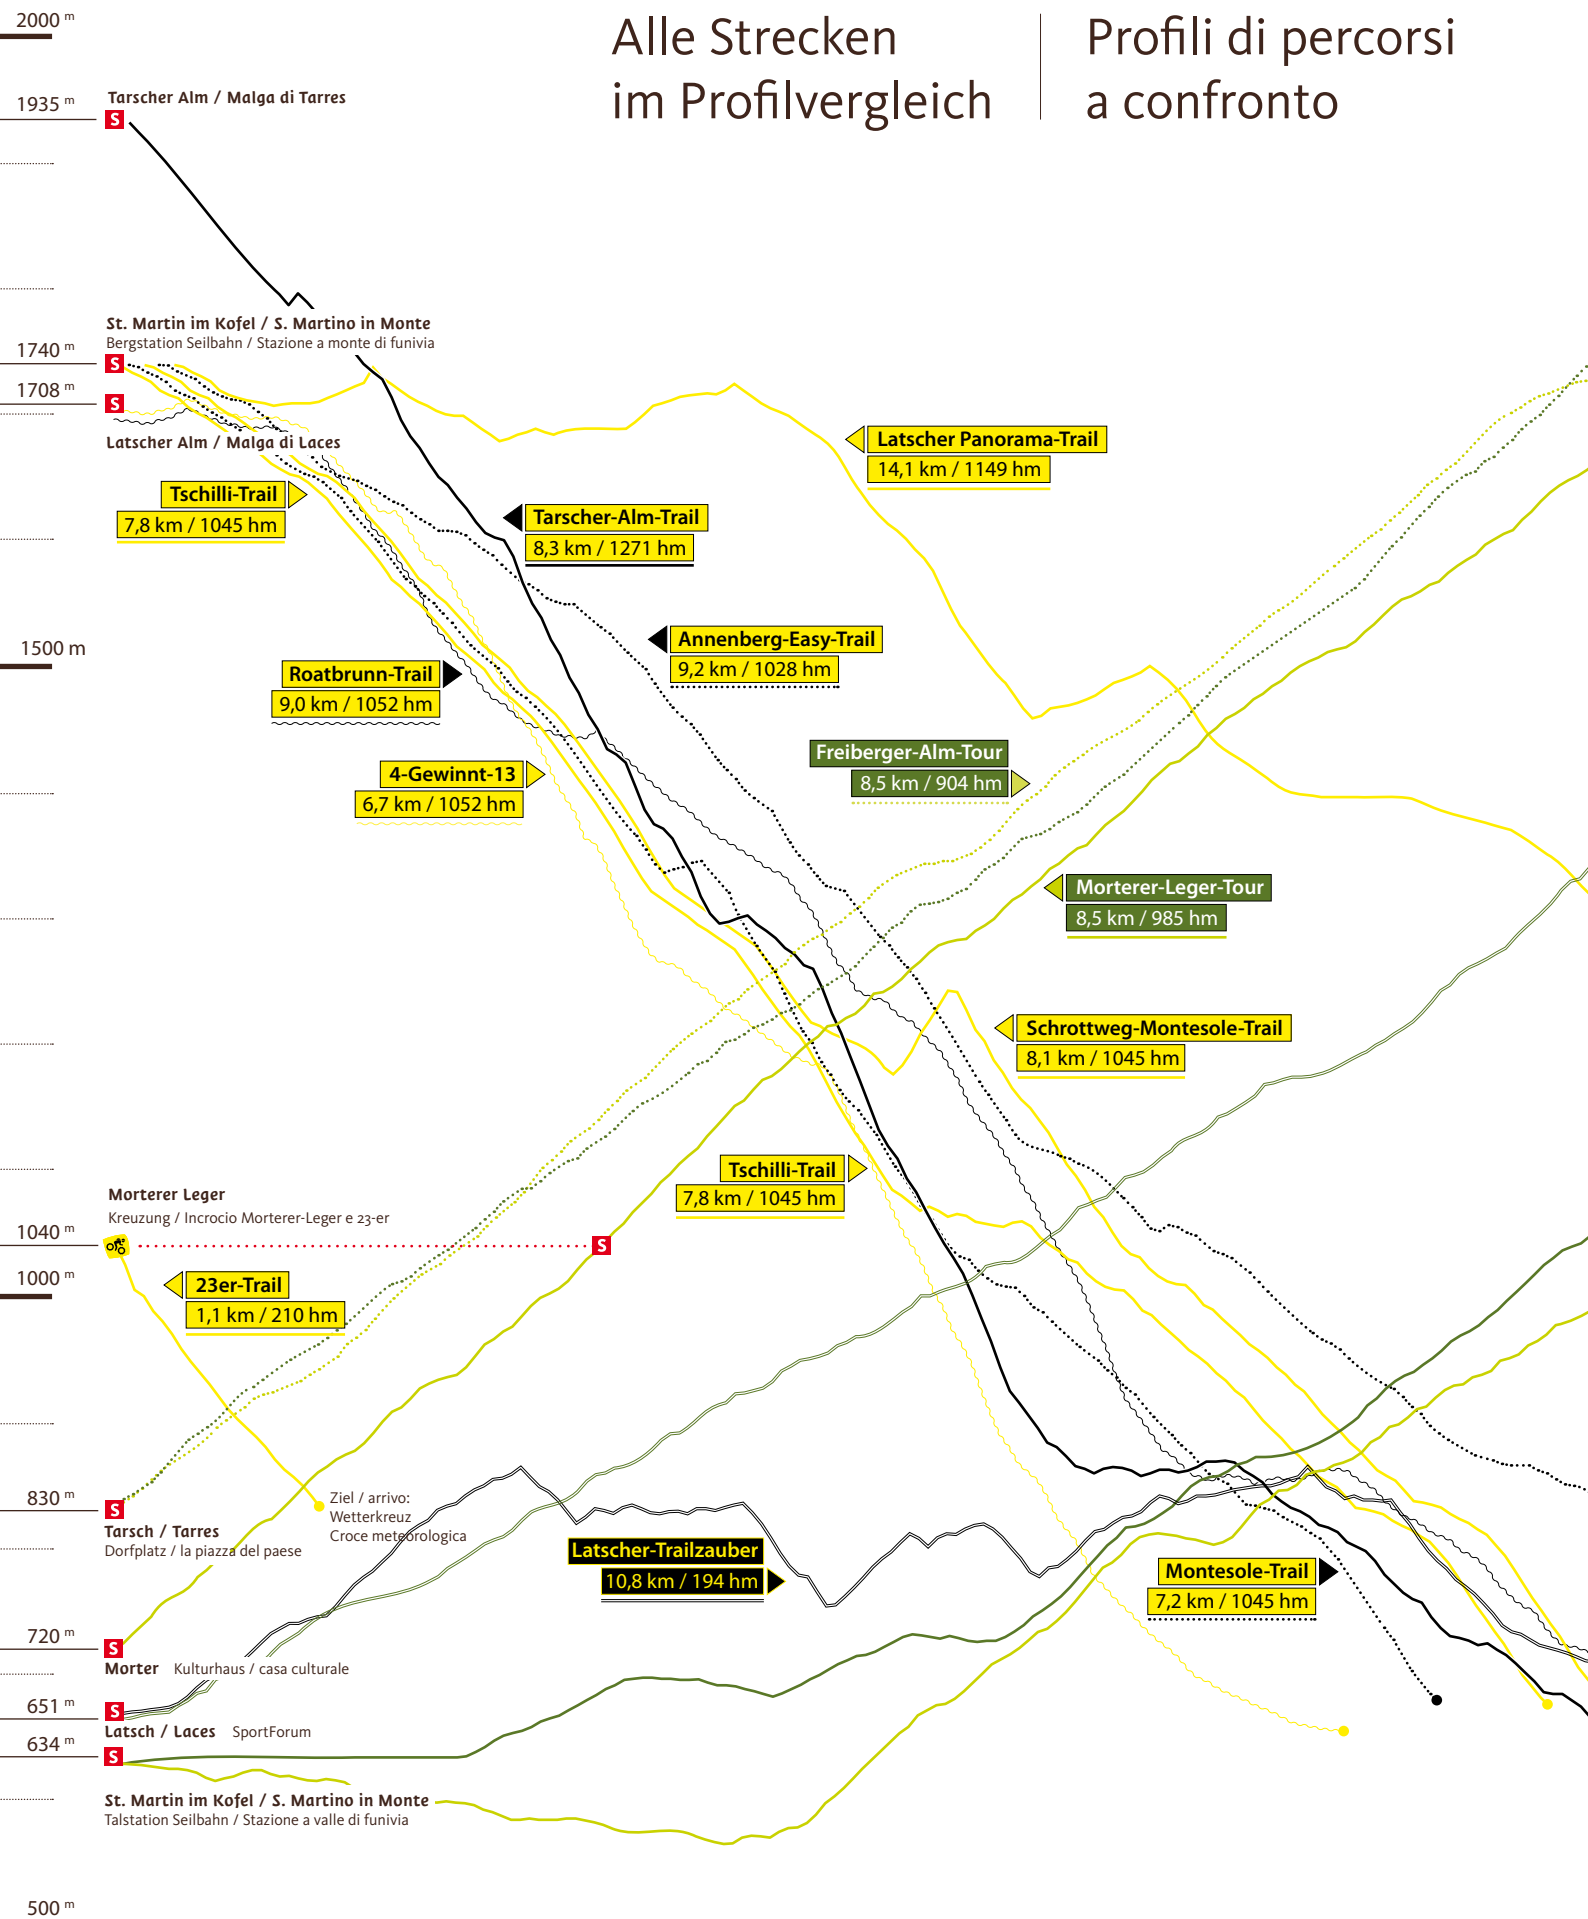 Alle Strecken
im Profilvergleich
Profili di percorsi
a confronto
2000 m
1935 m
Tarscher Alm / Malga di Tarres
S
St. Martin im Kofel / S. Martino in Monte
Bergstation Seilbahn / Stazione a monte di funivia
1740 m
S
1708 m
S
Latscher Alm / Malga di Laces
Latscher Panorama-Trail
14,1 km / 1149 hm
Tschilli-Trail
7,8 km / 1045 hm
Tarscher-Alm-Trail
8,3 km / 1271 hm
1500 m
Annenberg-Easy-Trail
9,2 km / 1028 hm
Roatbrunn-Trail
9,0 km / 1052 hm
Freiberger-Alm-Tour
8,5 km / 904 hm
4-Gewinnt-13
6,7 km / 1052 hm
Morterer-Leger-Tour
8,5 km / 985 hm
Schrottweg-Montesole-Trail
8,1 km / 1045 hm
Tschilli-Trail
7,8 km / 1045 hm
Morterer Leger
Kreuzung / Incrocio Morterer-Leger e 23-er
1040 m
S
1000 m
23er-Trail
1,1 km / 210 hm
830 m
S
Tarsch / Tarres
Dorfplatz / la piazza del paese
Ziel / arrivo:
Wetterkreuz
Croce meteorologica
Latscher-Trailzauber
10,8 km / 194 hm
Montesole-Trail
7,2 km / 1045 hm
720 m
S
Morter Kulturhaus / casa culturale
651 m
S
Latsch / Laces SportForum
634 m
S
St. Martin im Kofel / S. Martino in Monte
Talstation Seilbahn / Stazione a valle di funivia
500 m